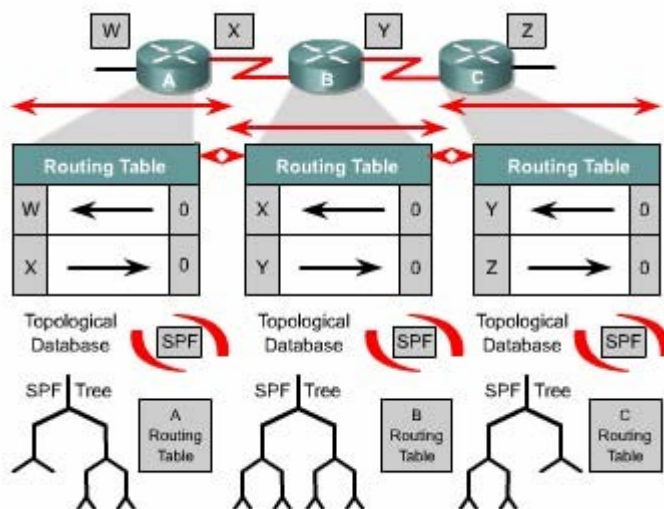 W X Y Z
A B C
Routing Table Routing Table Routing Table
W 0 X 0 Y 0
X 0 Y 0 Z 0
Topological Topological Topological
Database SPF Database SPF Database SPF
SPF Tree SPF Tree SPF Tree
A B C
Routing Routing Routing
Table Table Table